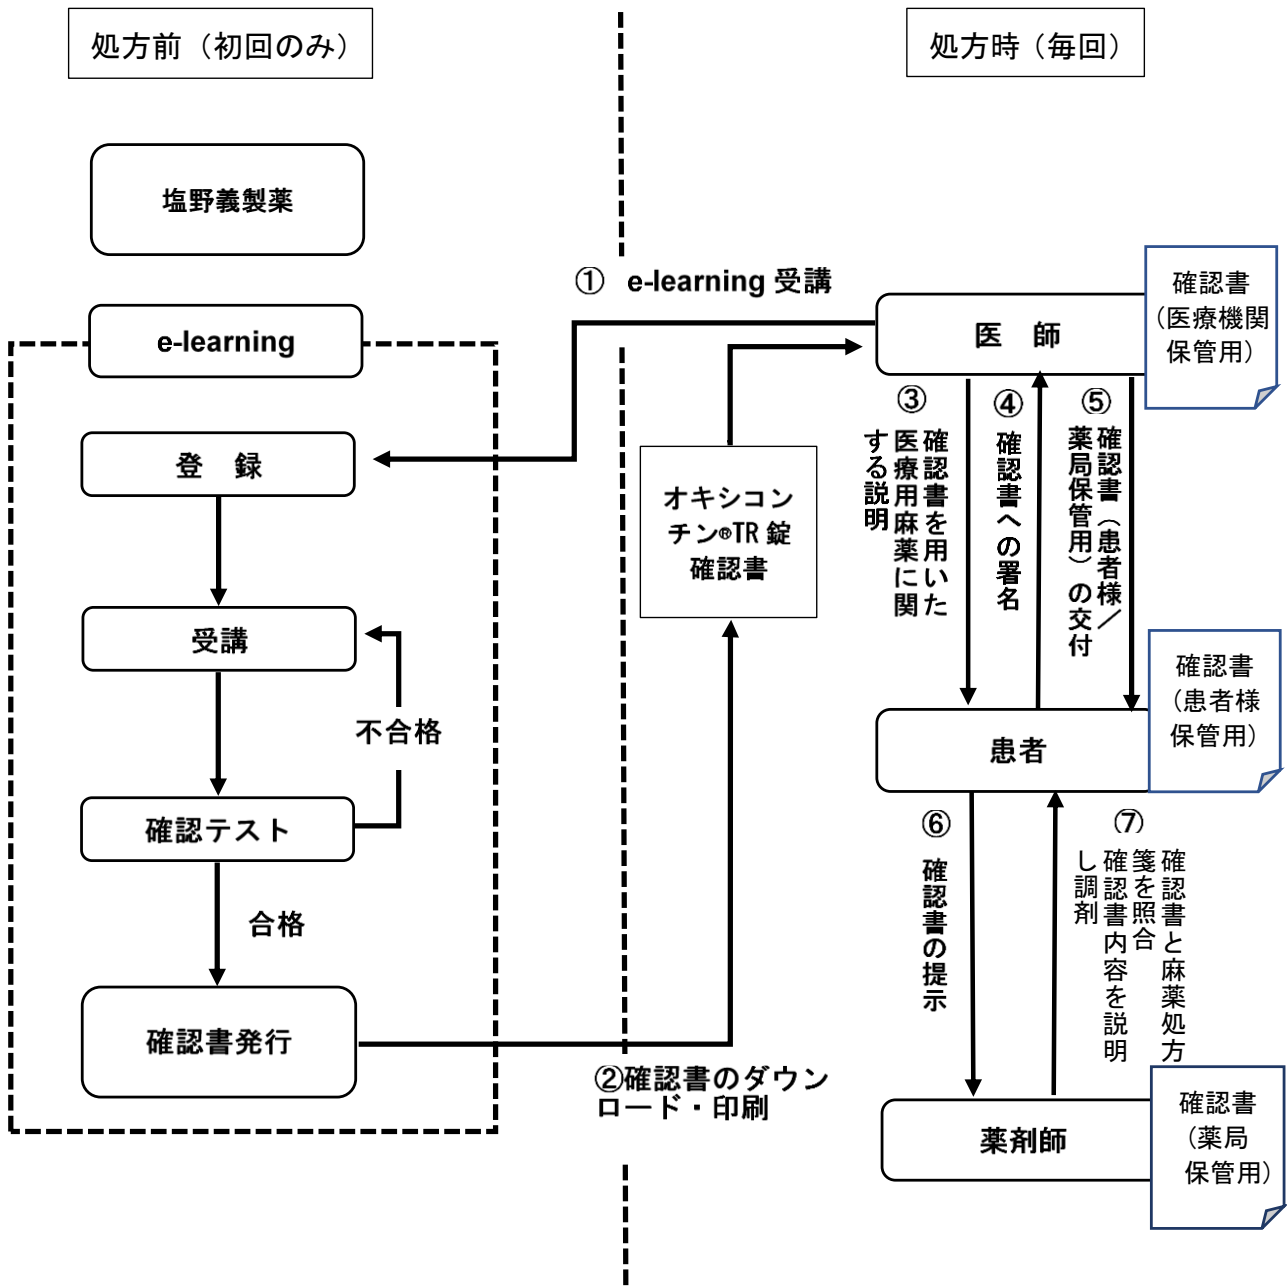 処方前（初回のみ）
処方時（毎回）
塩野義製薬
e-learning
登　録
受講
不合格
確認テスト
合格
確認書発行
① e-learning 受講
②確認書のダウン
ロード・印刷
オキシコン
チン®TR 錠
確認書
医　師
確認書
（医療機関
保管用）
③
確認書を用いた
医療用麻薬に関
する説明
④
確認書への署名
⑤
確認書（患者様／
薬局保管用）の交付
患者
確認書
（患者様
保管用）
⑥
確認書の提示
⑦
確認書と麻薬処方
箋を照合
確認書内容を説明
し調剤
薬剤師
確認書
（薬局
保管用）